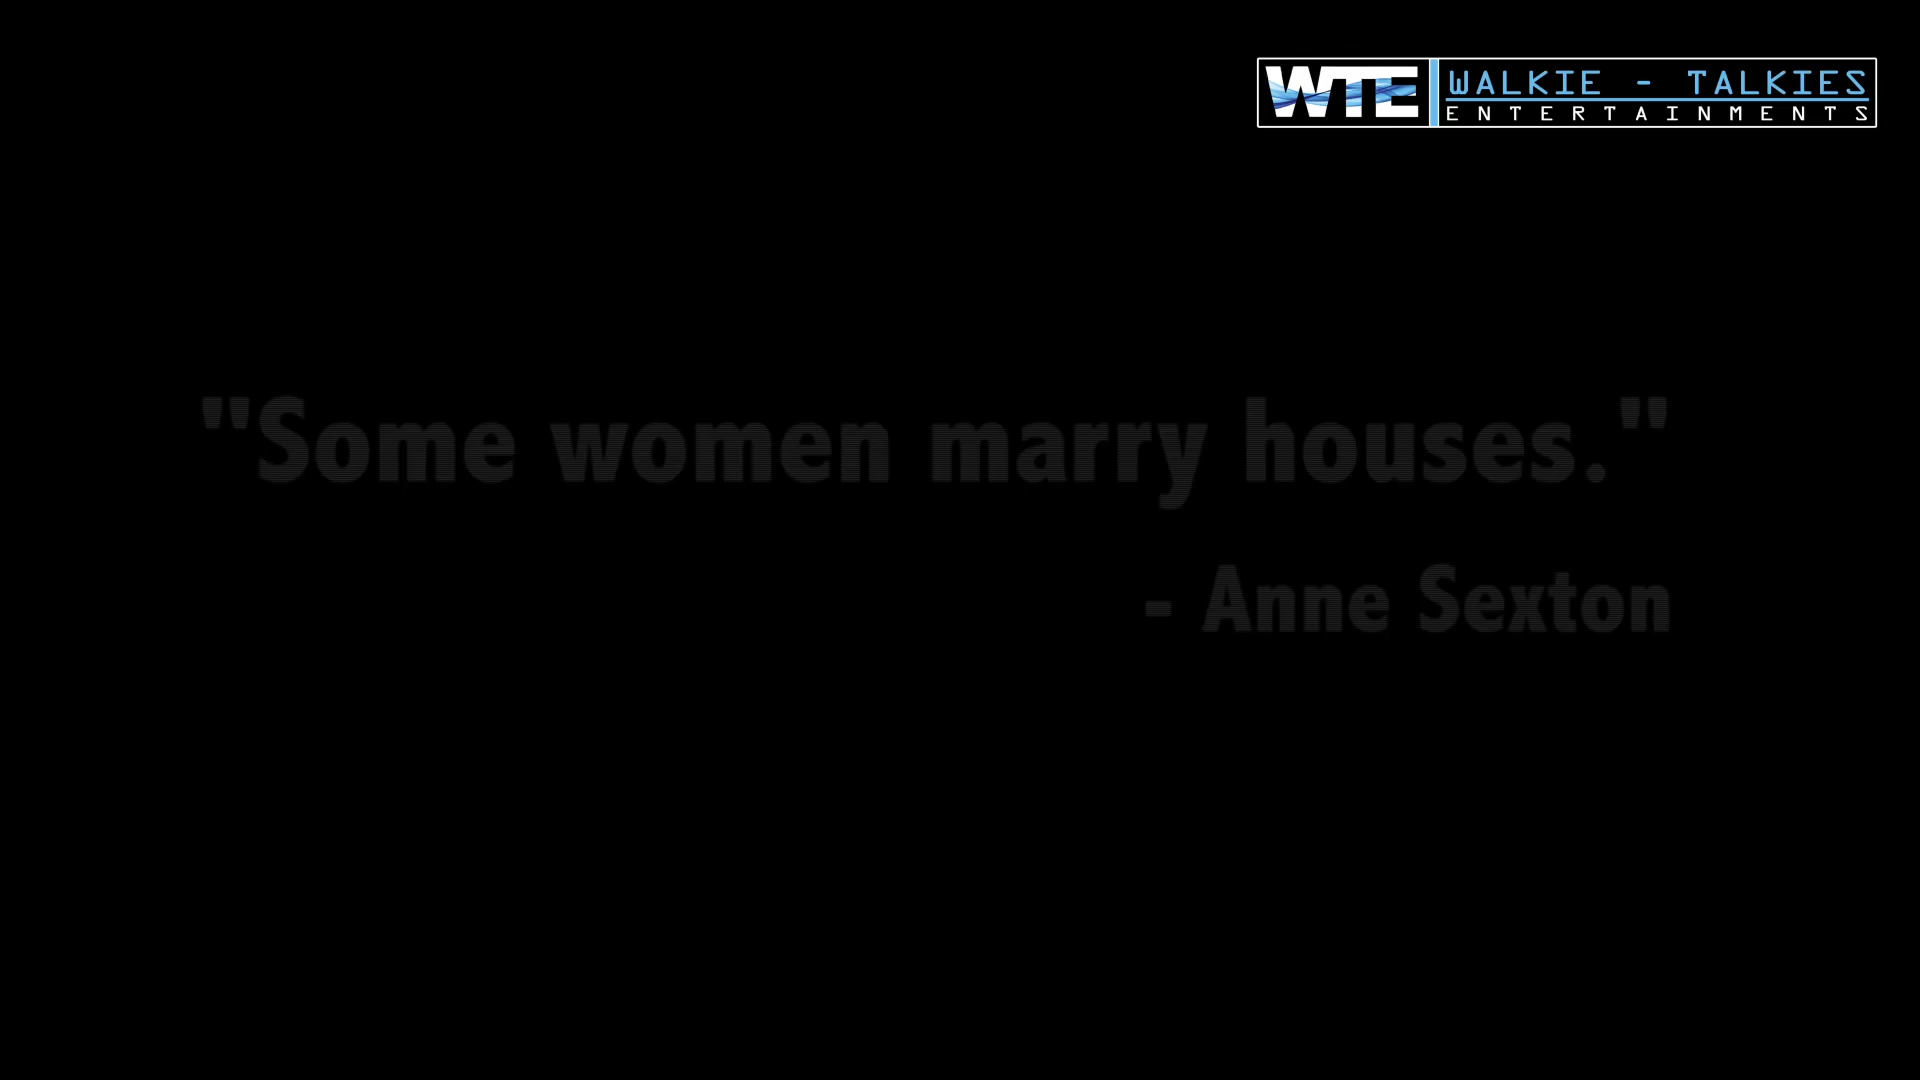 WTE
WALKIE - TALKIES
ENTERTAINMENTS
"Some women marry houses."
- Anne Sexton